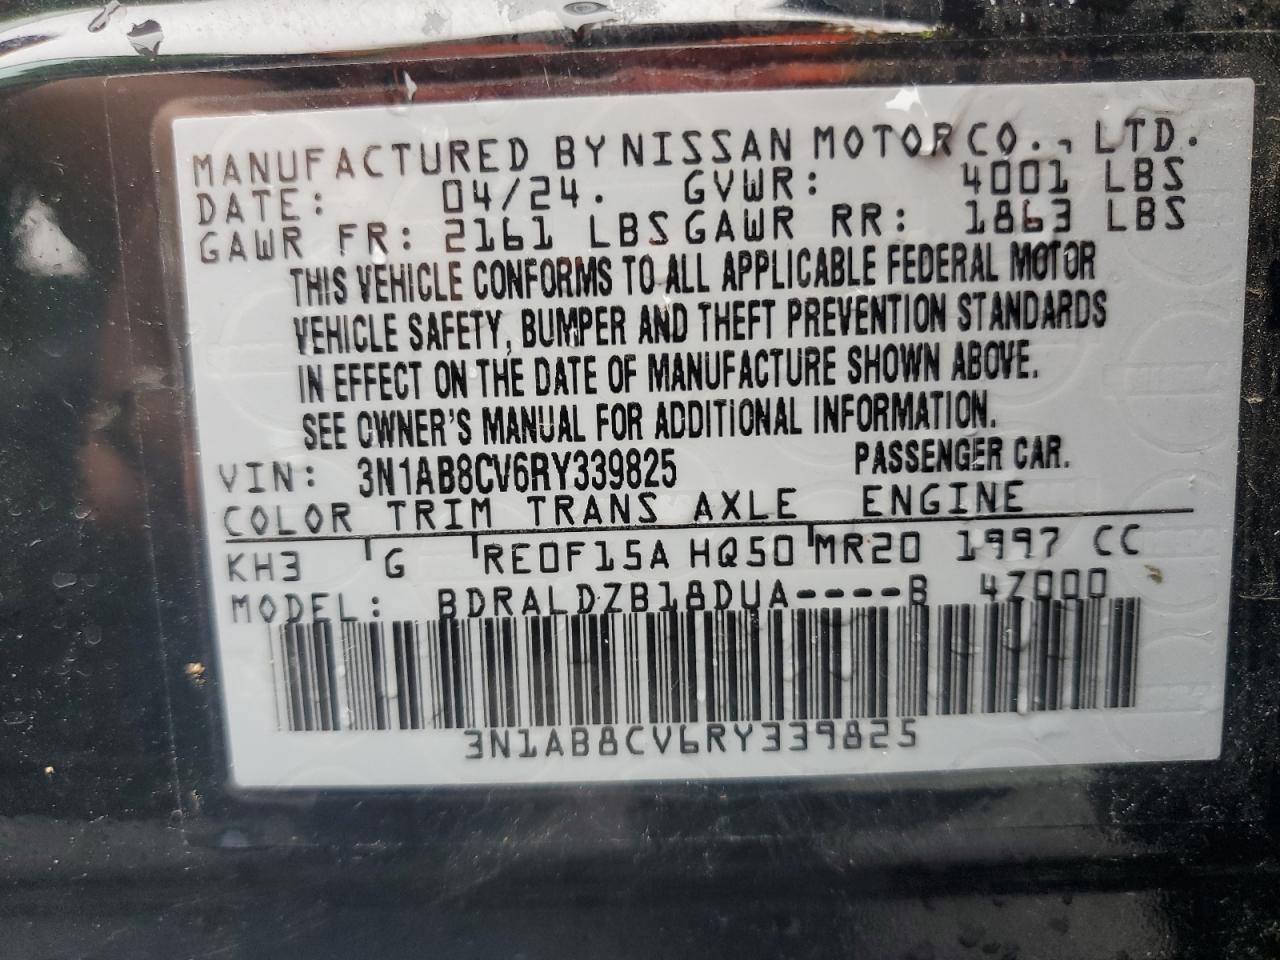 MANUFACTURED BY NISSAN MOTOR CO., LTD.
DATE: 04/24. GVWR: 4001 LBS
GAWR FR: 2161 LBS GAWR RR: 1863 LBS
THIS VEHICLE CONFORMS TO ALL APPLICABLE FEDERAL MOTOR
VEHICLE SAFETY, BUMPER AND THEFT PREVENTION STANDARDS
IN EFFECT ON THE DATE OF MANUFACTURE SHOWN ABOVE.
SEE OWNER'S MANUAL FOR ADDITIONAL INFORMATION.
VIN: 3N1AB8CV6RY339825 PASSENGER CAR.
COLOR TRIM TRANS AXLE ENGINE
KH3 G RE0F15A HQ50 MR20 1997 CC
MODEL: BDRALDZB18DUA----B 4Z000
3N1AB8CV6RY339825